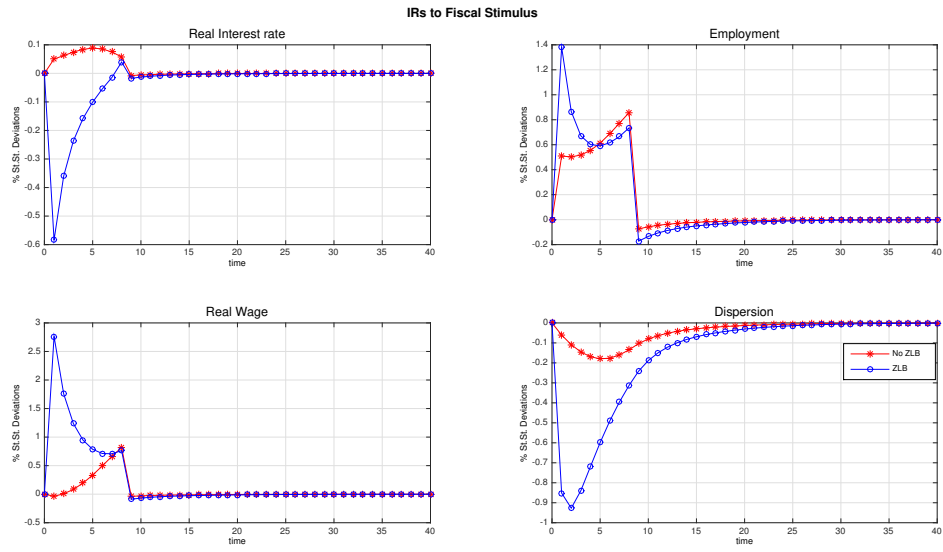 IRs to Fiscal Stimulus
Real Interest rate
0.1
0
-0.1
-0.2
-0.3
-0.4
-0.5
-0.6
% St.St. Deviations
0 5 10 15 20 25 30 35 40
time
Employment
1.4
1.2
1
0.8
0.6
0.4
0.2
0
-0.2
% St.St. Deviations
0 5 10 15 20 25 30 35 40
time
Real Wage
3
2.5
2
1.5
1
0.5
0
-0.5
% St.St. Deviations
0 5 10 15 20 25 30 35 40
time
Dispersion
0
-0.1
-0.2
-0.3
-0.4
-0.5
-0.6
-0.7
-0.8
-0.9
-1
% St.St. Deviations
0 5 10 15 20 25 30 35 40
time
No ZLB
ZLB